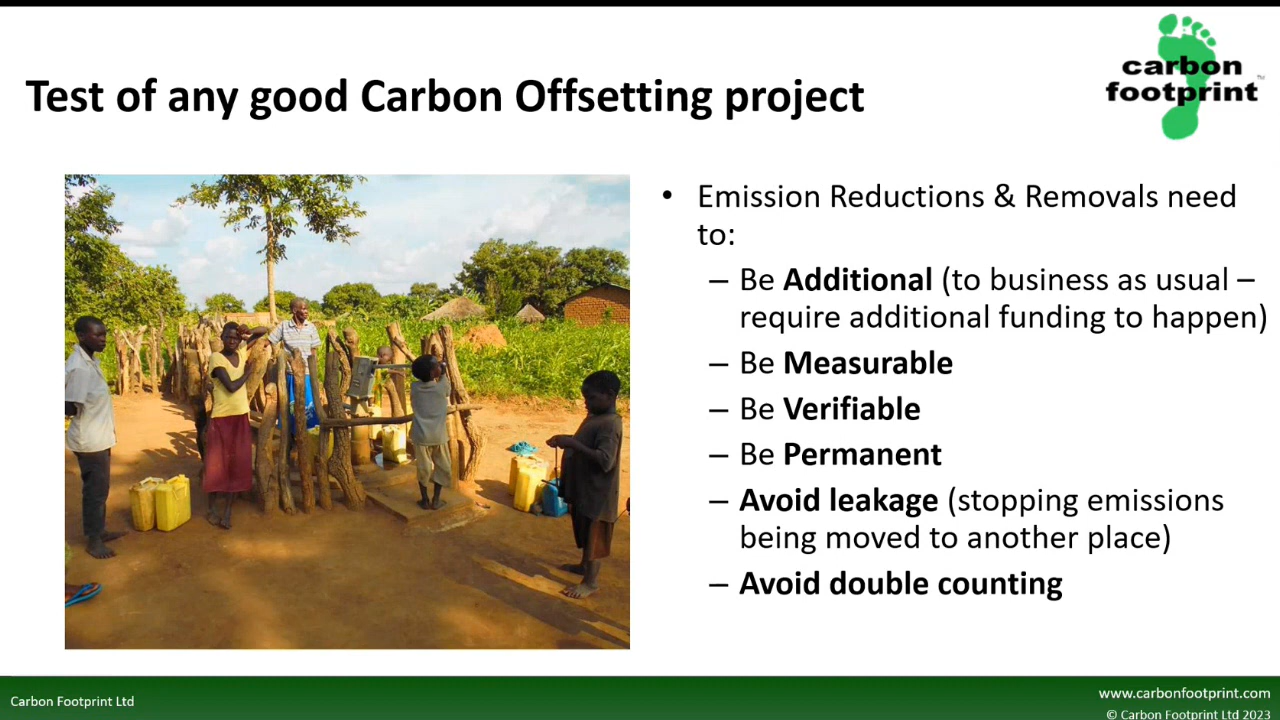 Test of any good Carbon Offsetting project
carbon
footprint
TM
• Emission Reductions & Removals need
to:
– Be Additional (to business as usual –
require additional funding to happen)
– Be Measurable
– Be Verifiable
– Be Permanent
– Avoid leakage (stopping emissions
being moved to another place)
– Avoid double counting
Carbon Footprint Ltd
www.carbonfootprint.com
© Carbon Footprint Ltd 2023